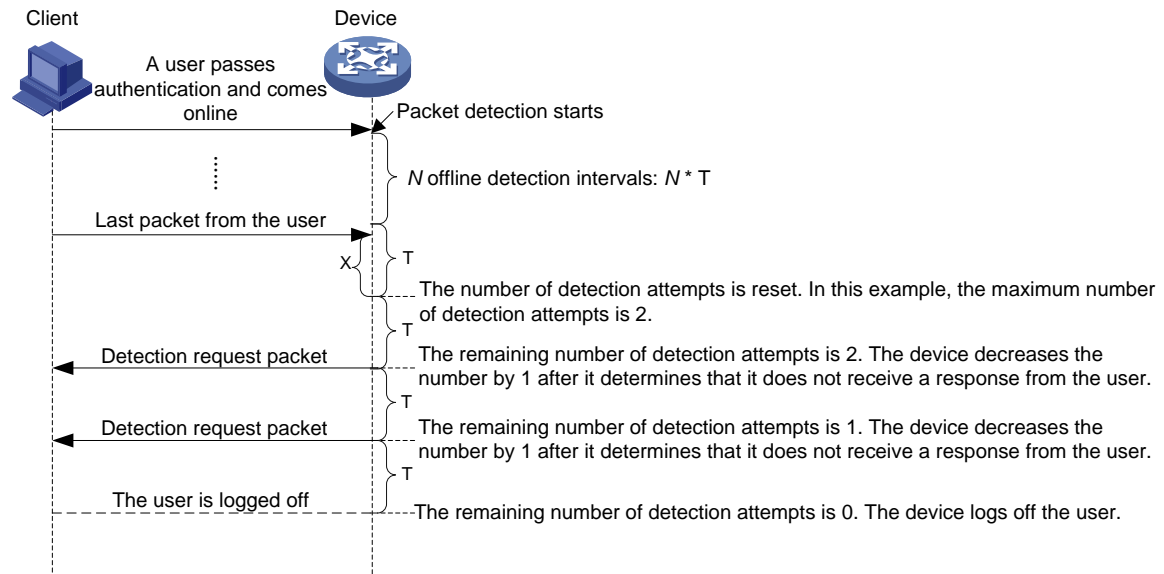 Client
Device
A user passes
authentication and comes
online
Packet detection starts
N offline detection intervals: N * T
Last packet from the user
X
T
The number of detection attempts is reset. In this example, the maximum number
of detection attempts is 2.
T
Detection request packet
The remaining number of detection attempts is 2. The device decreases the
number by 1 after it determines that it does not receive a response from the user.
T
Detection request packet
The remaining number of detection attempts is 1. The device decreases the
number by 1 after it determines that it does not receive a response from the user.
T
The user is logged off
The remaining number of detection attempts is 0. The device logs off the user.